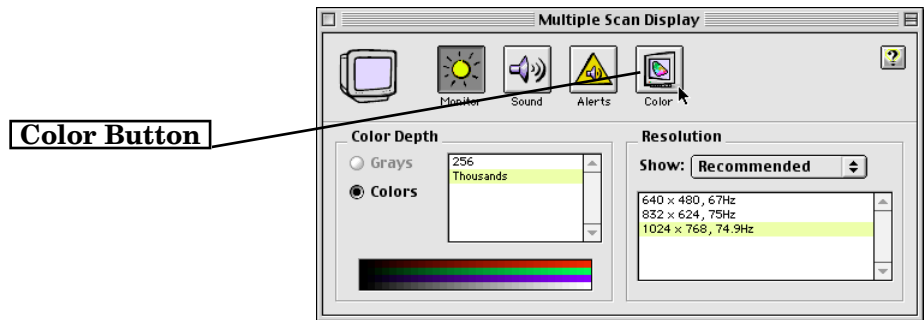 Multiple Scan Display
?
Monitor
Sound
Alerts
Color
Color Button
Color Depth
Grays
Colors
256
Thousands
Resolution
Show: Recommended
640 x 480, 67Hz
832 x 624, 75Hz
1024 x 768, 74.9Hz